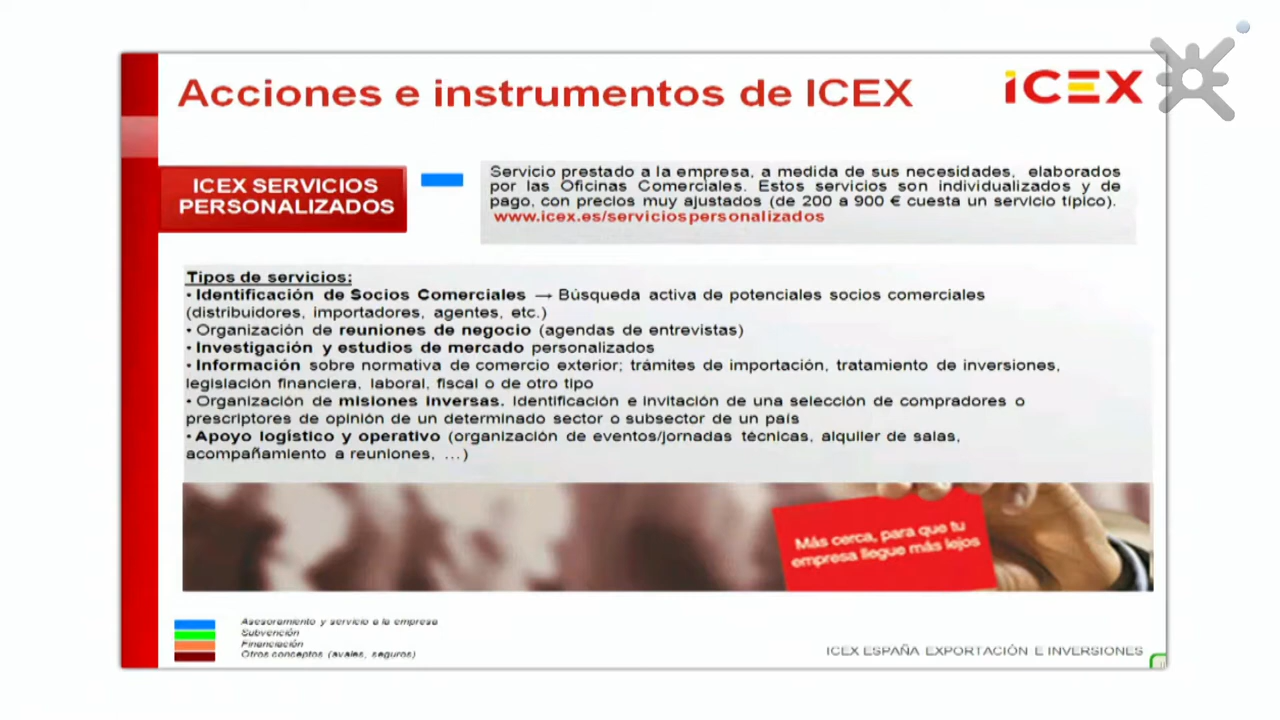 Acciones e instrumentos de ICEX
iCEX
ICEX SERVICIOS
PERSONALIZADOS
Servicio prestado a la empresa, a medida de sus necesidades, elaborados
por las Oficinas Comerciales. Estos servicios son individualizados y de
pago, con precios muy ajustados (de 200 a 900 € cuesta un servicio típico).
www.icex.es/serviciospersonalizados
Tipos de servicios:
• Identificación de Socios Comerciales → Búsqueda activa de potenciales socios comerciales
(distribuidores, importadores, agentes, etc.)
• Organización de reuniones de negocio (agendas de entrevistas)
• Investigación y estudios de mercado personalizados
• Información sobre normativa de comercio exterior; trámites de importación, tratamiento de inversiones,
legislación financiera, laboral, fiscal o de otro tipo
• Organización de misiones inversas. Identificación e invitación de una selección de compradores o
prescriptores de opinión de un determinado sector o subsector de un país
• Apoyo logístico y operativo (organización de eventos/jornadas técnicas, alquiler de salas,
acompañamiento a reuniones, ...)
Más cerca, para que tu
empresa llegue más lejos
Asesoramiento y servicio a la empresa
Subvención
Financiación
Otros conceptos (avales, seguros)
ICEX ESPAÑA EXPORTACIÓN E INVERSIONES